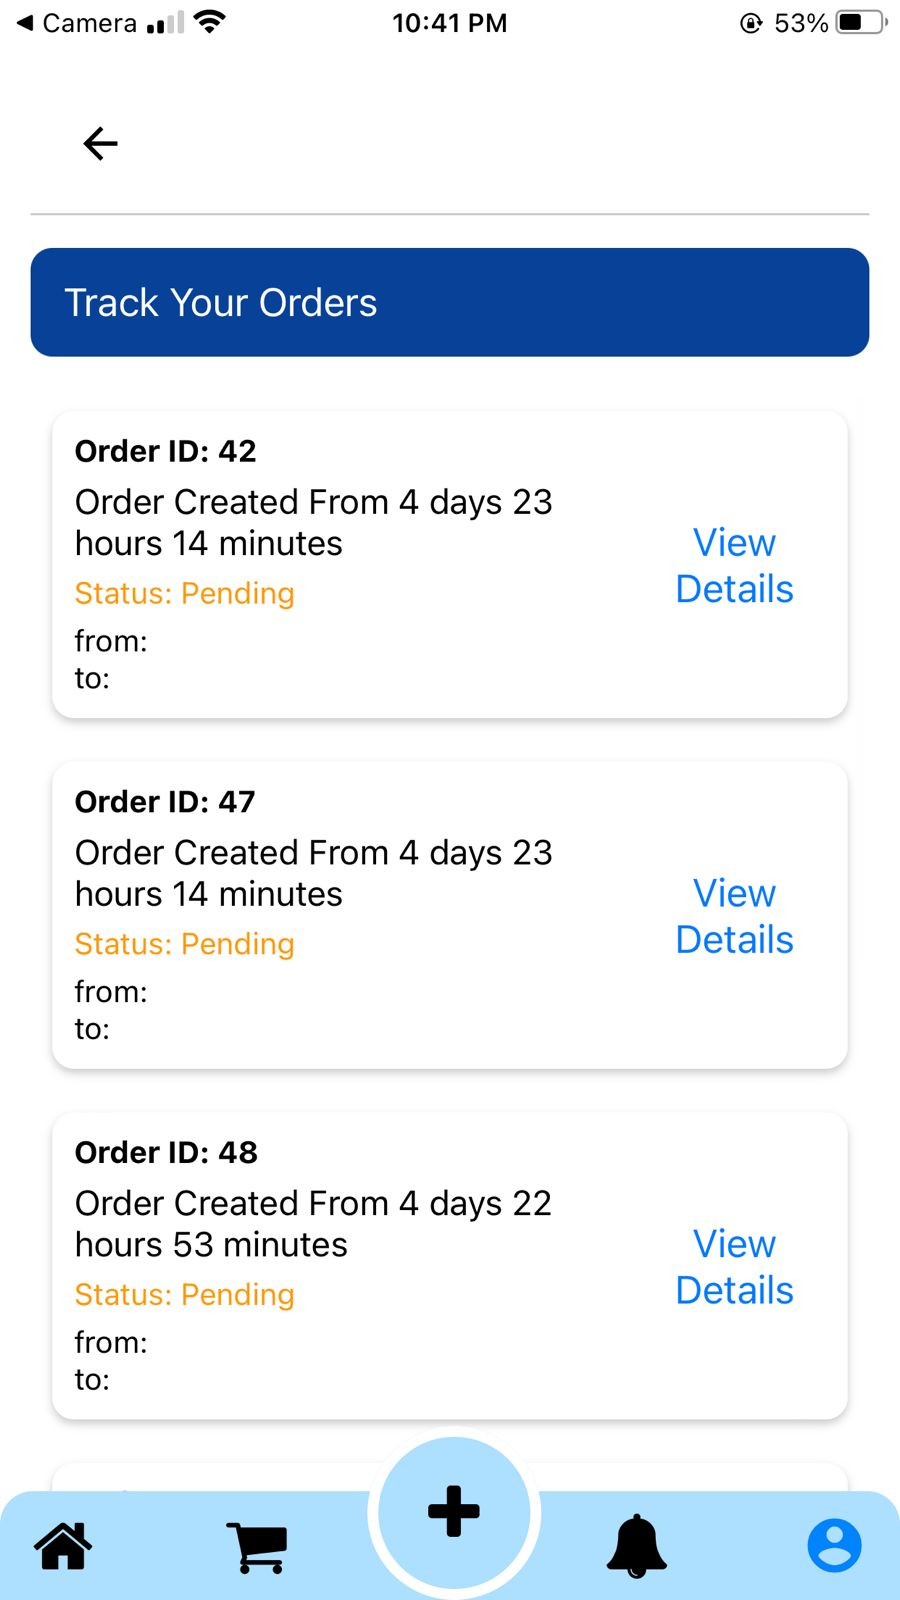 Camera 10:41 PM 53%
Track Your Orders
Order ID: 42
Order Created From 4 days 23
hours 14 minutes
Status: Pending
from:
to:
View
Details
Order ID: 47
Order Created From 4 days 23
hours 14 minutes
Status: Pending
from:
to:
View
Details
Order ID: 48
Order Created From 4 days 22
hours 53 minutes
Status: Pending
from:
to:
View
Details